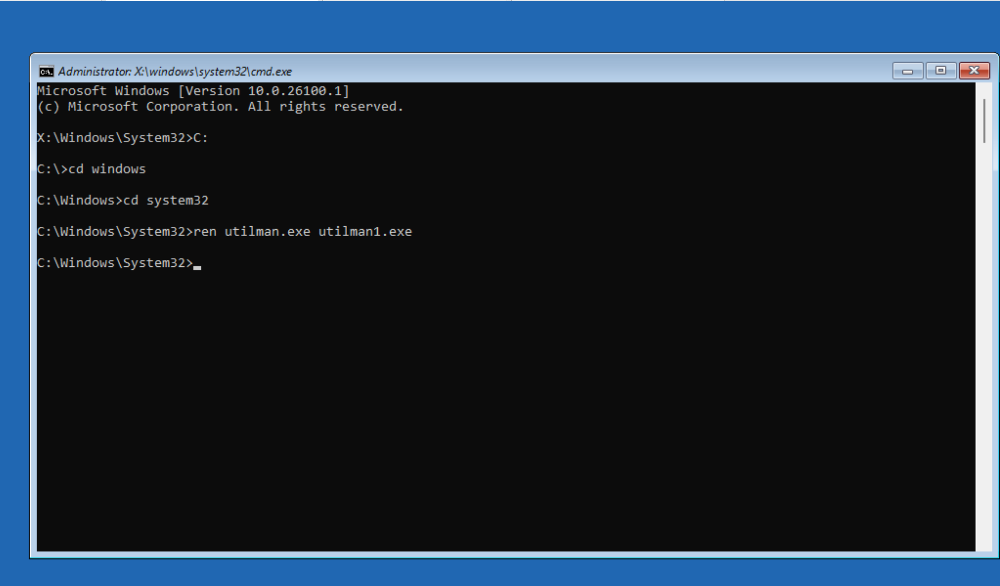 Administrator: X:\windows\system32\cmd.exe
Microsoft Windows [Version 10.0.26100.1]
(c) Microsoft Corporation. All rights reserved.
X:\Windows\System32>C:
C:\>cd windows
C:\Windows>cd system32
C:\Windows\System32>ren utilman.exe utilman1.exe
C:\Windows\System32>